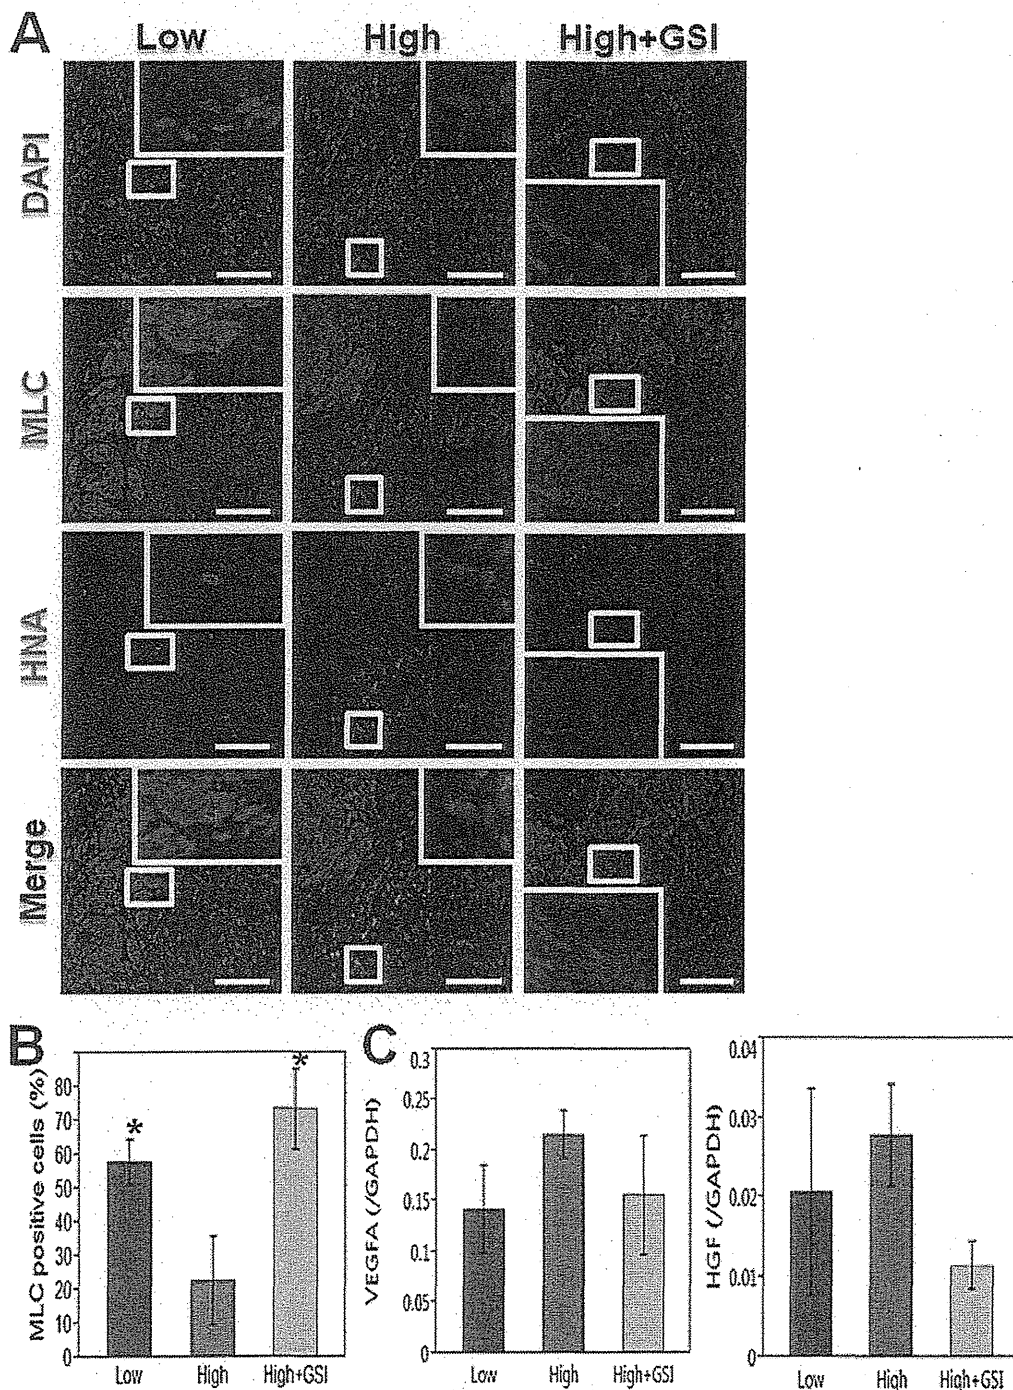 A
Low High High+GSI
DAPI
MLC
HNA
Merge
B
MLC positive cells (%)
80
70
60
50
40
30
20
10
0
* *
Low High High+GSI
C
VEGFA (/GAPDH)
0.3
0.25
0.2
0.15
0.1
0.05
0
Low High High+GSI
HGF (/GAPDH)
0.04
0.03
0.02
0.01
0
Low High High+GSI